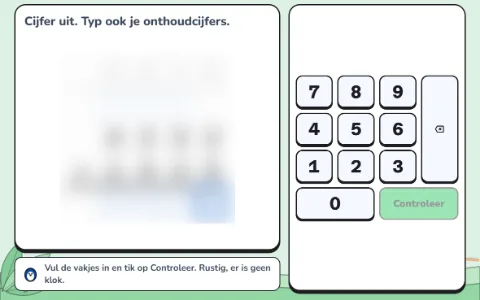 Cijfer uit. Typ ook je onthoudcijfers.
7 8 9
4 5 6
1 2 3
0 Controleer
Vul de vakjes in en tik op Controleer. Rustig, er is geen
klok.